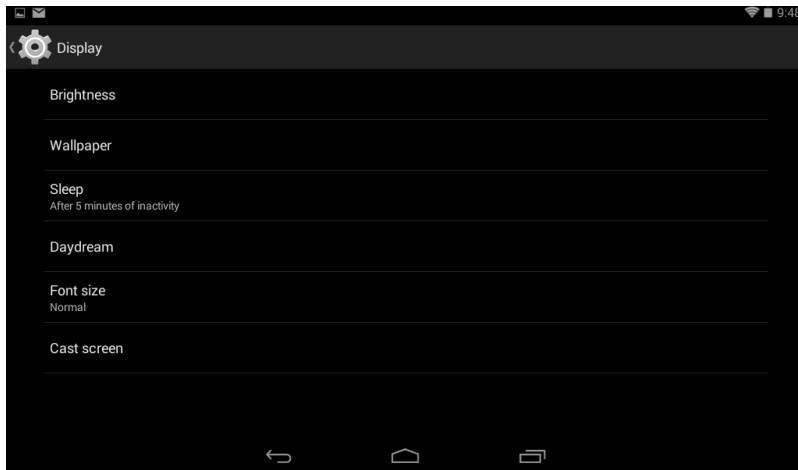 9:48
Display
Brightness
Wallpaper
Sleep
After 5 minutes of inactivity
Daydream
Font size
Normal
Cast screen